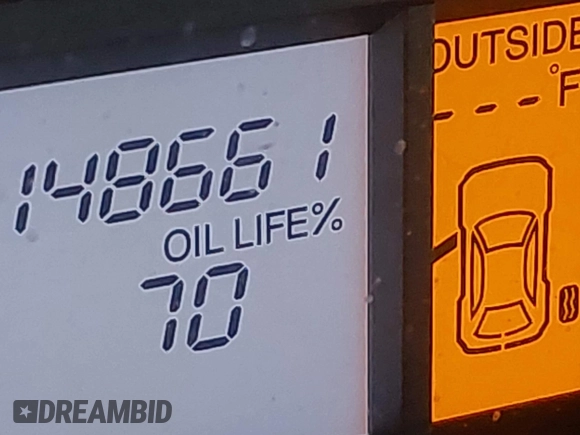 148661
OIL LIFE%
70
OUTSIDE
- - - °F
DREAMBID